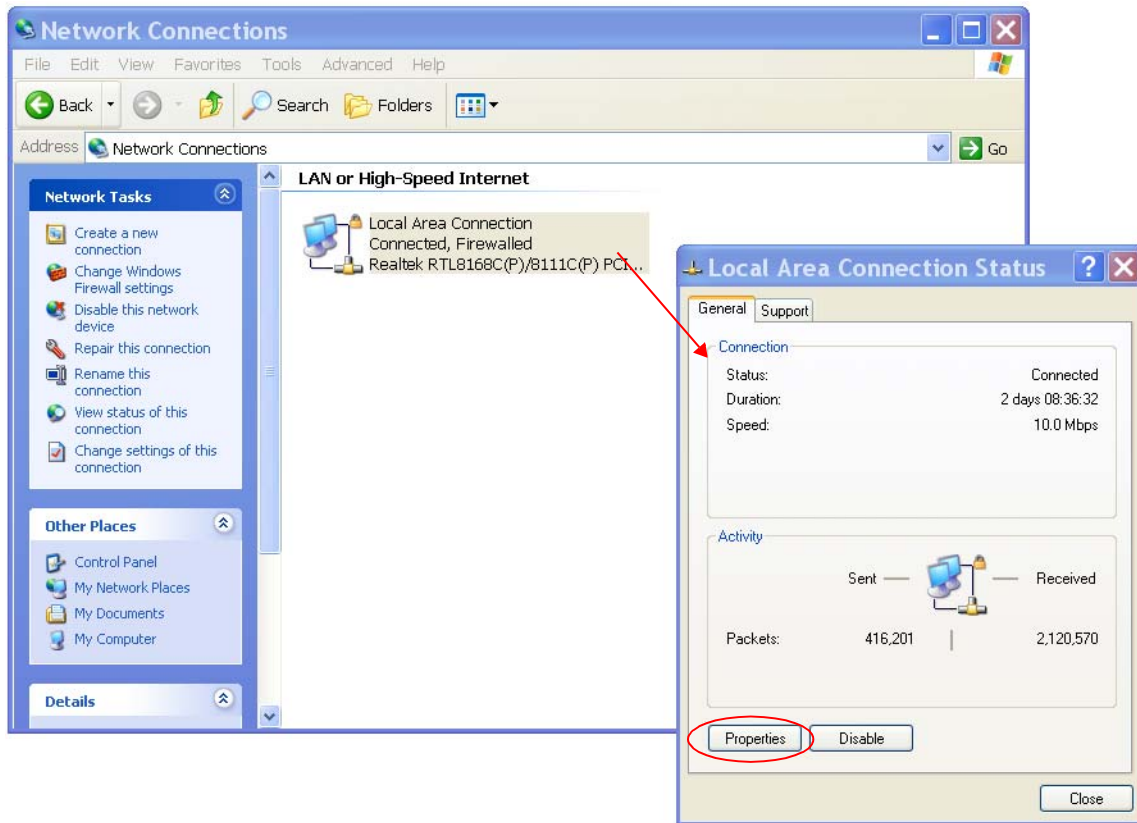 Network Connections
File Edit View Favorites Tools Advanced Help
Back Search Folders
Address Network Connections Go
Network Tasks
Create a new
connection
Change Windows
Firewall settings
Disable this network
device
Repair this connection
Rename this
connection
View status of this
connection
Change settings of this
connection
Other Places
Control Panel
My Network Places
My Documents
My Computer
Details
LAN or High-Speed Internet
Local Area Connection
Connected, Firewalled
Realtek RTL8168C(P)/8111C(P) PCI...
Local Area Connection Status
General Support
Connection
Status: Connected
Duration: 2 days 08:36:32
Speed: 10.0 Mbps
Activity
Sent Received
Packets: 416,201 2,120,570
Properties Disable
Close